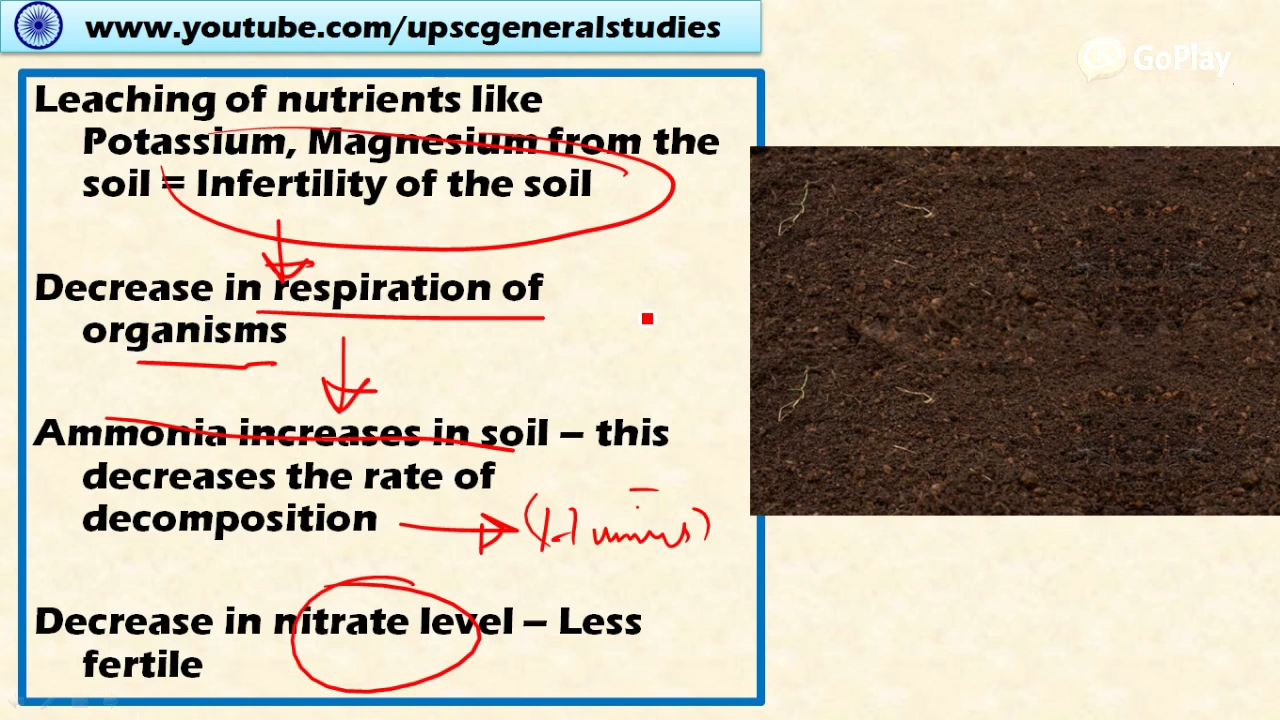 www.youtube.com/upscgeneralstudies
GoPlay
Leaching of nutrients like
Potassium, Magnesium from the
soil = Infertility of the soil
Decrease in respiration of
organisms
Ammonia increases in soil – this
decreases the rate of
decomposition
(Humus)
Decrease in nitrate level – Less
fertile